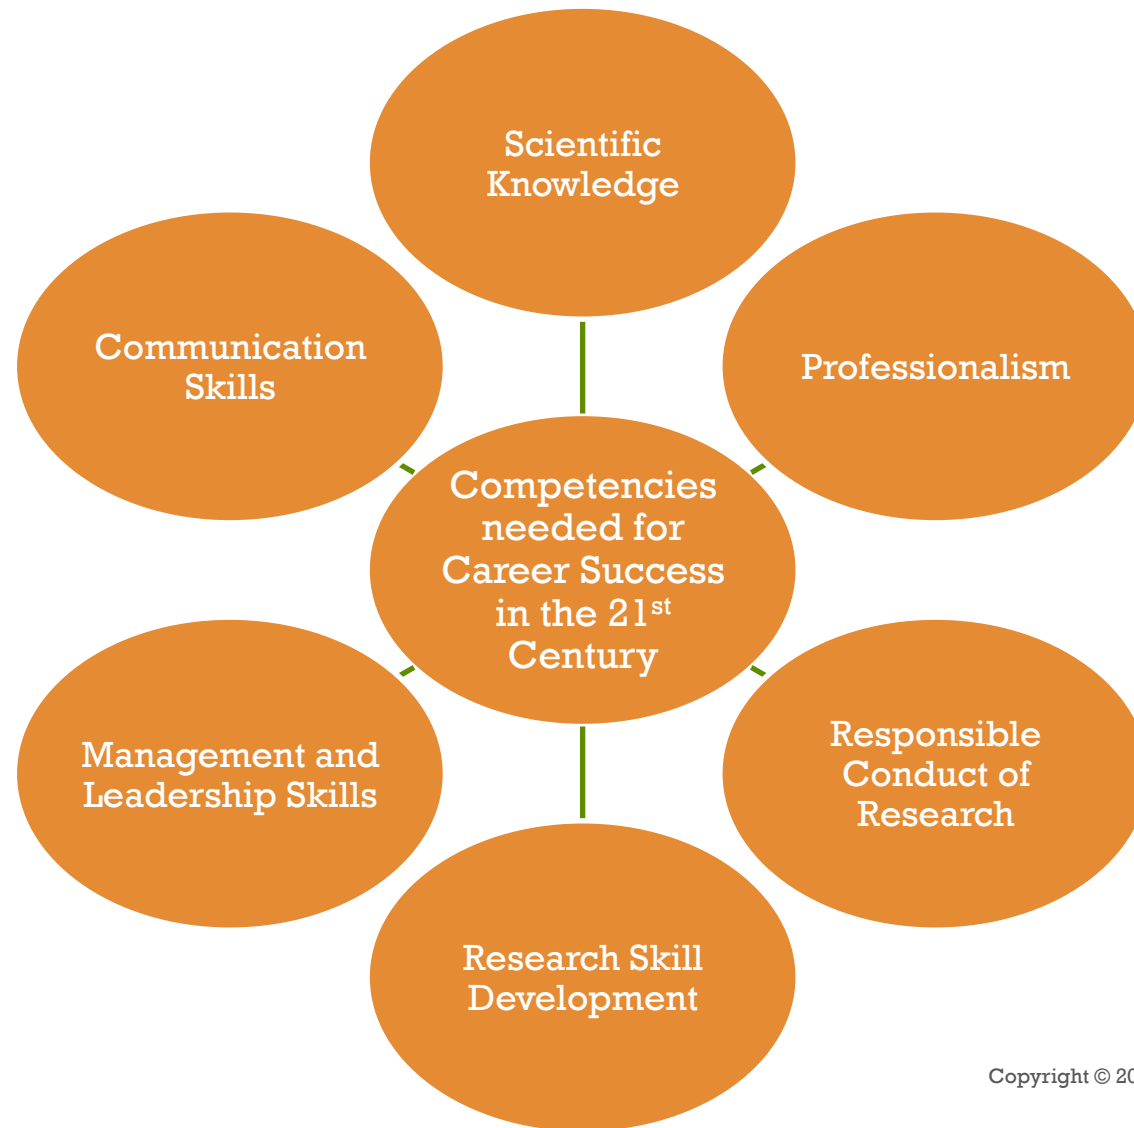 Scientific
Knowledge
Communication
Skills
Professionalism
Competencies
needed for
Career Success
in the 21st
Century
Management and
Leadership Skills
Responsible
Conduct of
Research
Research Skill
Development
Copyright © 20